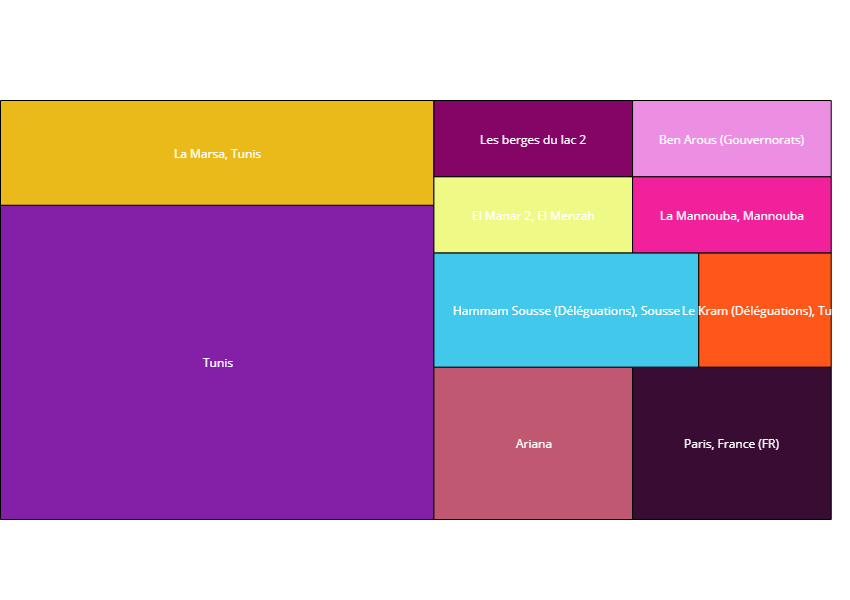 La Marsa, Tunis
Tunis
Les berges du lac 2
Ben Arous (Gouvernorats)
El Manar 2, El Menzah
La Mannouba, Mannouba
Hammam Sousse (Déléguations), Sousse
Le Kram (Déléguations), Tu
Ariana
Paris, France (FR)